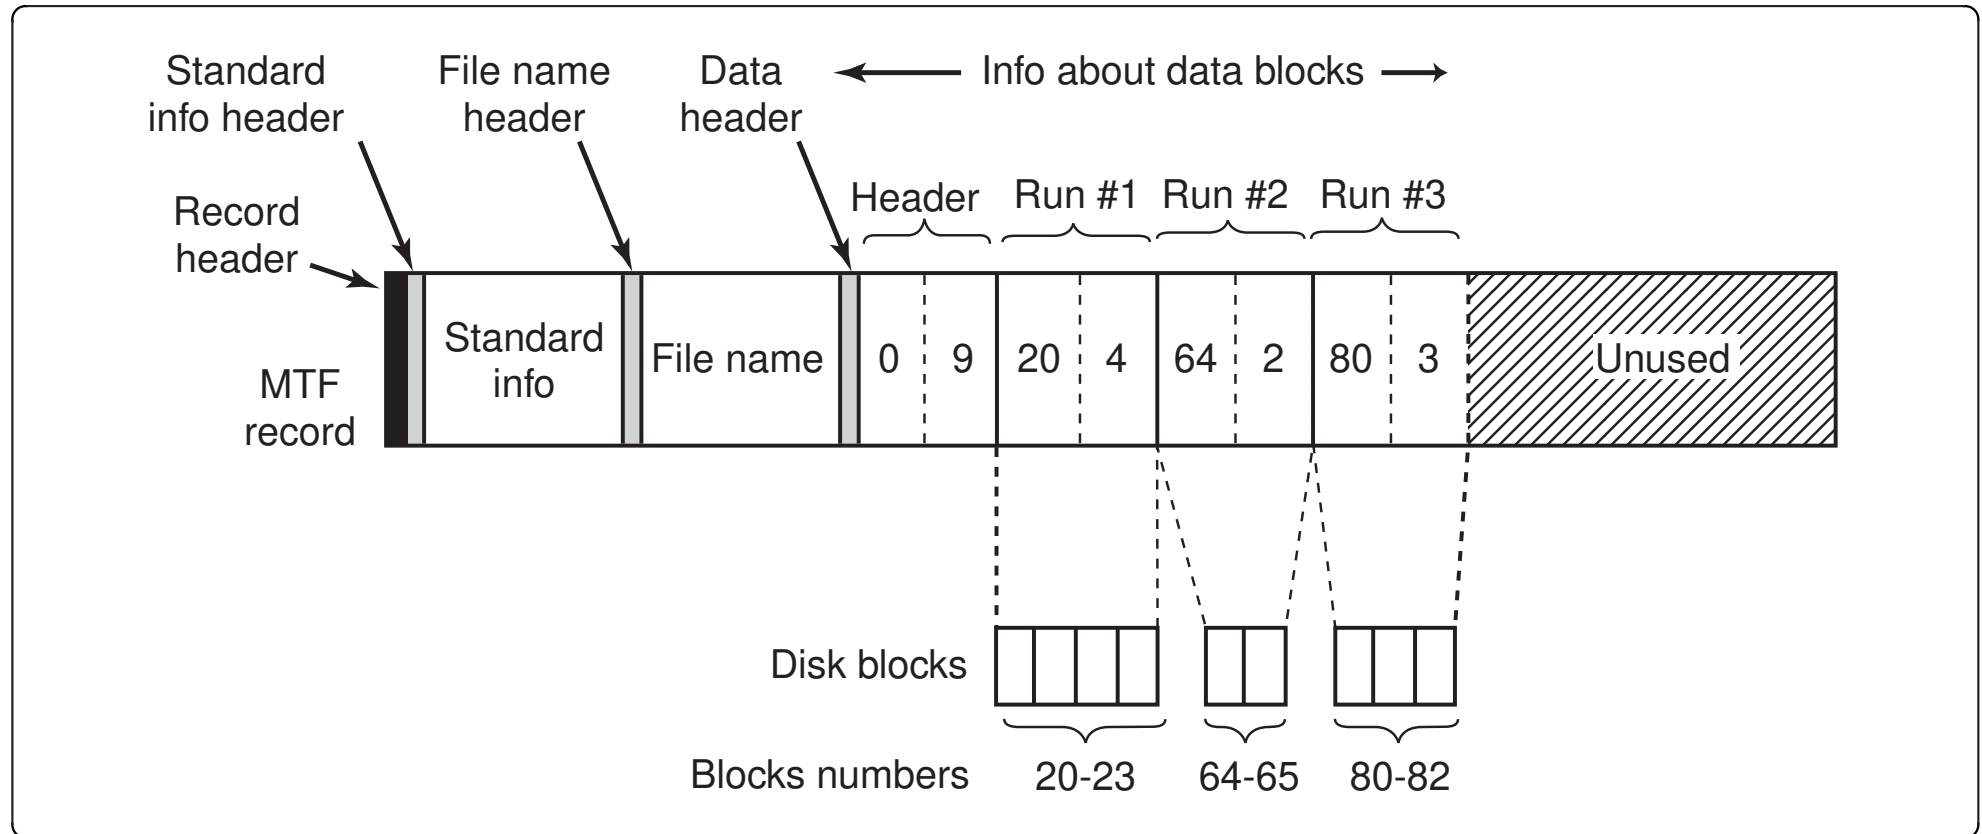 Standard
info header
File name
header
Data
header
Info about data blocks
Record
header
Header
Run #1
Run #2
Run #3
MTF
record
Standard
info
File name
0 9 20 4 64 2 80 3
Unused
Disk blocks
Blocks numbers
20-23
64-65
80-82